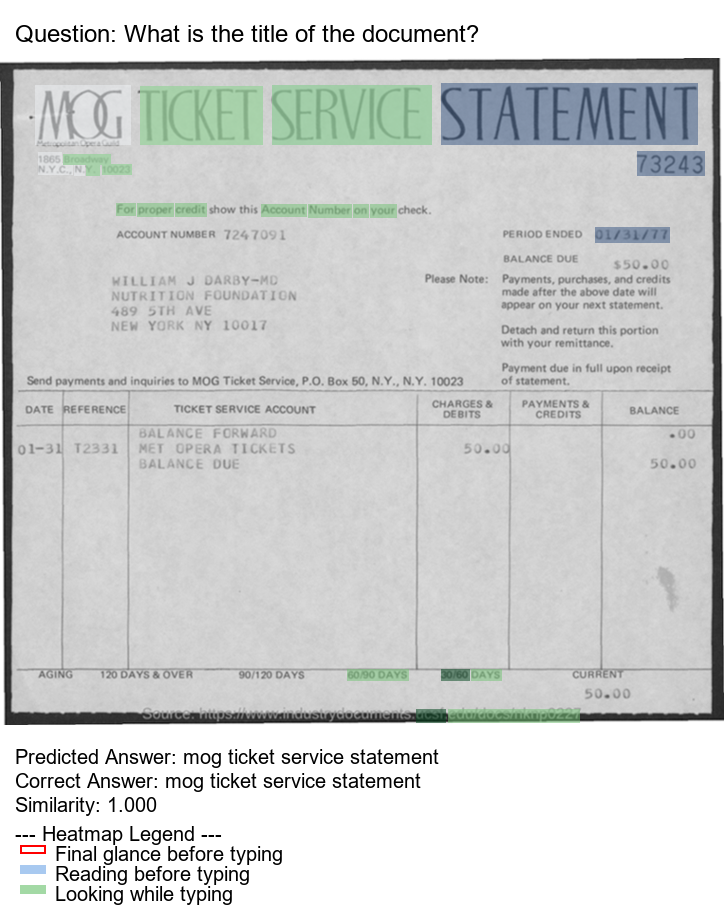 Question: What is the title of the document?
MOG TICKET SERVICE STATEMENT
Metropolitan Opera Guild
1865 Broadway
N.Y.C., N.Y. 10023
73243
For proper credit show this Account Number on your check.
ACCOUNT NUMBER 7247091
PERIOD ENDED 01/31/77
BALANCE DUE $50.00
WILLIAM J DARBY-MD
NUTRITION FOUNDATION
489 5TH AVE
NEW YORK NY 10017
Please Note: Payments, purchases, and credits
made after the above date will
appear on your next statement.
Detach and return this portion
with your remittance.
Payment due in full upon receipt
of statement.
Send payments and inquiries to MOG Ticket Service, P.O. Box 50, N.Y., N.Y. 10023
DATE REFERENCE TICKET SERVICE ACCOUNT CHARGES & DEBITS PAYMENTS & CREDITS BALANCE
BALANCE FORWARD .00
01-31 T2331 MET OPERA TICKETS 50.00
BALANCE DUE 50.00
AGING 120 DAYS & OVER 90/120 DAYS 60/90 DAYS 30/60 DAYS CURRENT
50.00
Source: https://www.industrydocuments.ucsf.edu/docs/
Predicted Answer: mog ticket service statement
Correct Answer: mog ticket service statement
Similarity: 1.000
--- Heatmap Legend ---
Final glance before typing
Reading before typing
Looking while typing